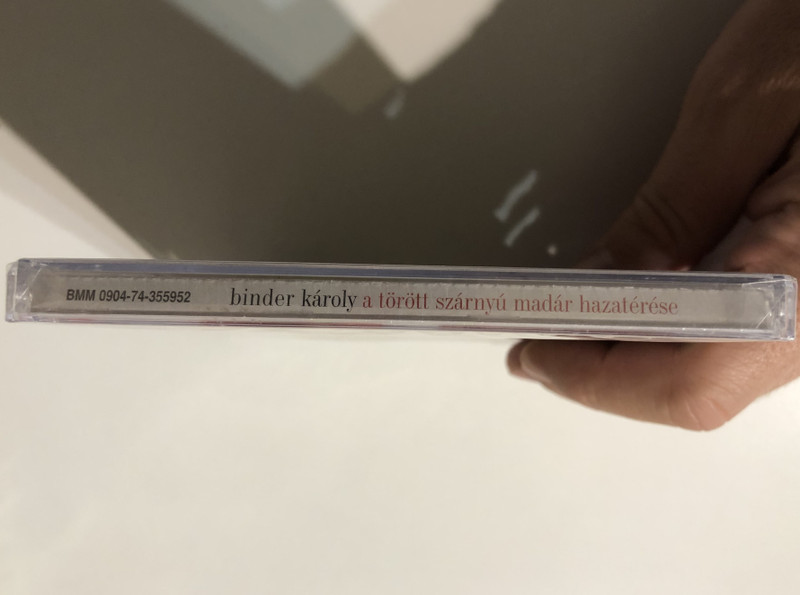 BMM 0904-74-355952 binder károly a törött szárnyú madár hazatérése